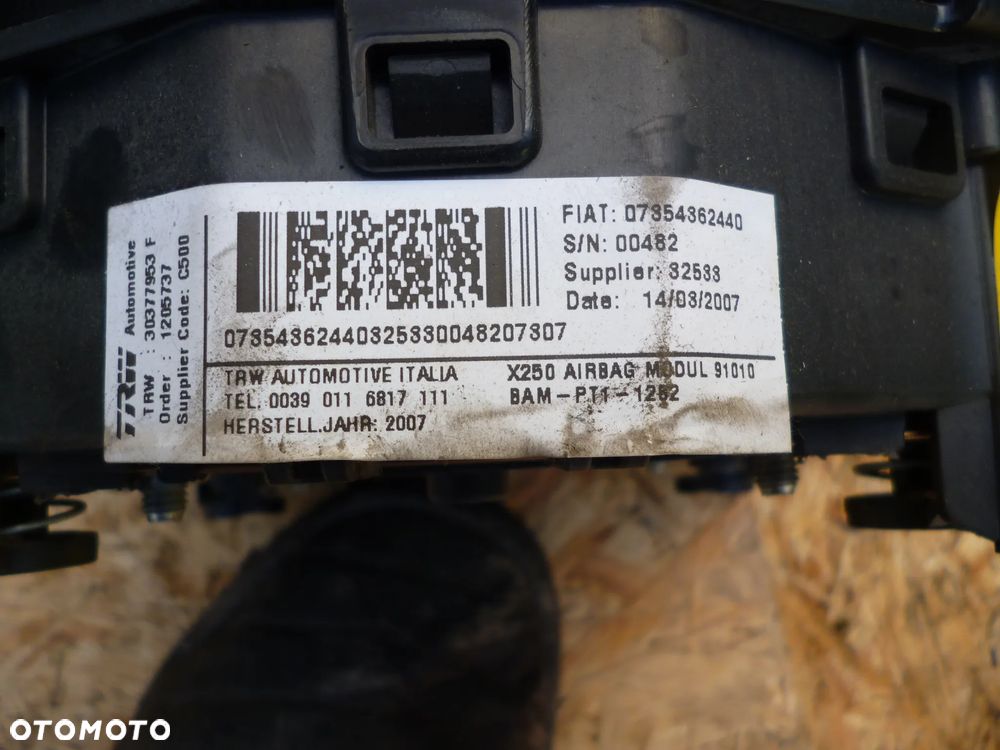 TRW Automotive
TRW : 30377953 F
Order : 1205737
Supplier Code: C500
FIAT: 07354362440
S/N: 00482
Supplier: 32533
Date: 14/03/2007
07354362440325330048207307
TRW AUTOMOTIVE ITALIA
TEL. 0039 011 6817 111
HERSTELL.JAHR: 2007
X250 AIRBAG MODUL 91010
BAM-PT1-1262
OTOMOTO